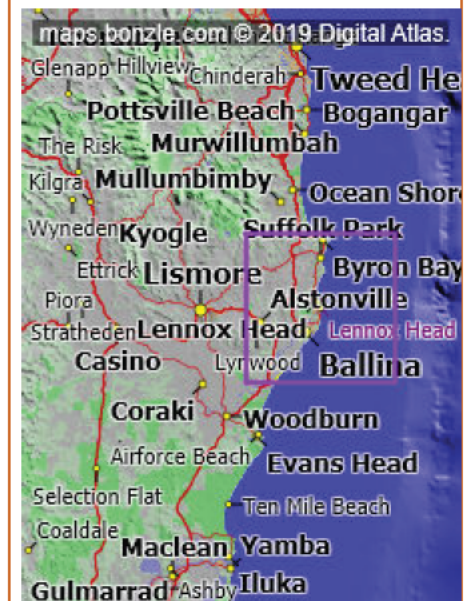 maps.bonzle.com © 2019 Digital Atlas.
Glenapp Hillview Chinderah Tweed He
Pottsville Beach Bogangar
The Risk Murwillumbah
Kilgra Mullumbimby Ocean Shor
Wyneden Kyogle Suffolk Park
Ettrick Lismore Byron Bay
Piora Alstonville
Stratheden Lennox Head Lennox Head
Casino Lynwood Ballina
Coraki Woodburn
Airforce Beach Evans Head
Selection Flat Ten Mile Beach
Coaldale Maclean Yamba
Gulmarrad Ashby Iluka